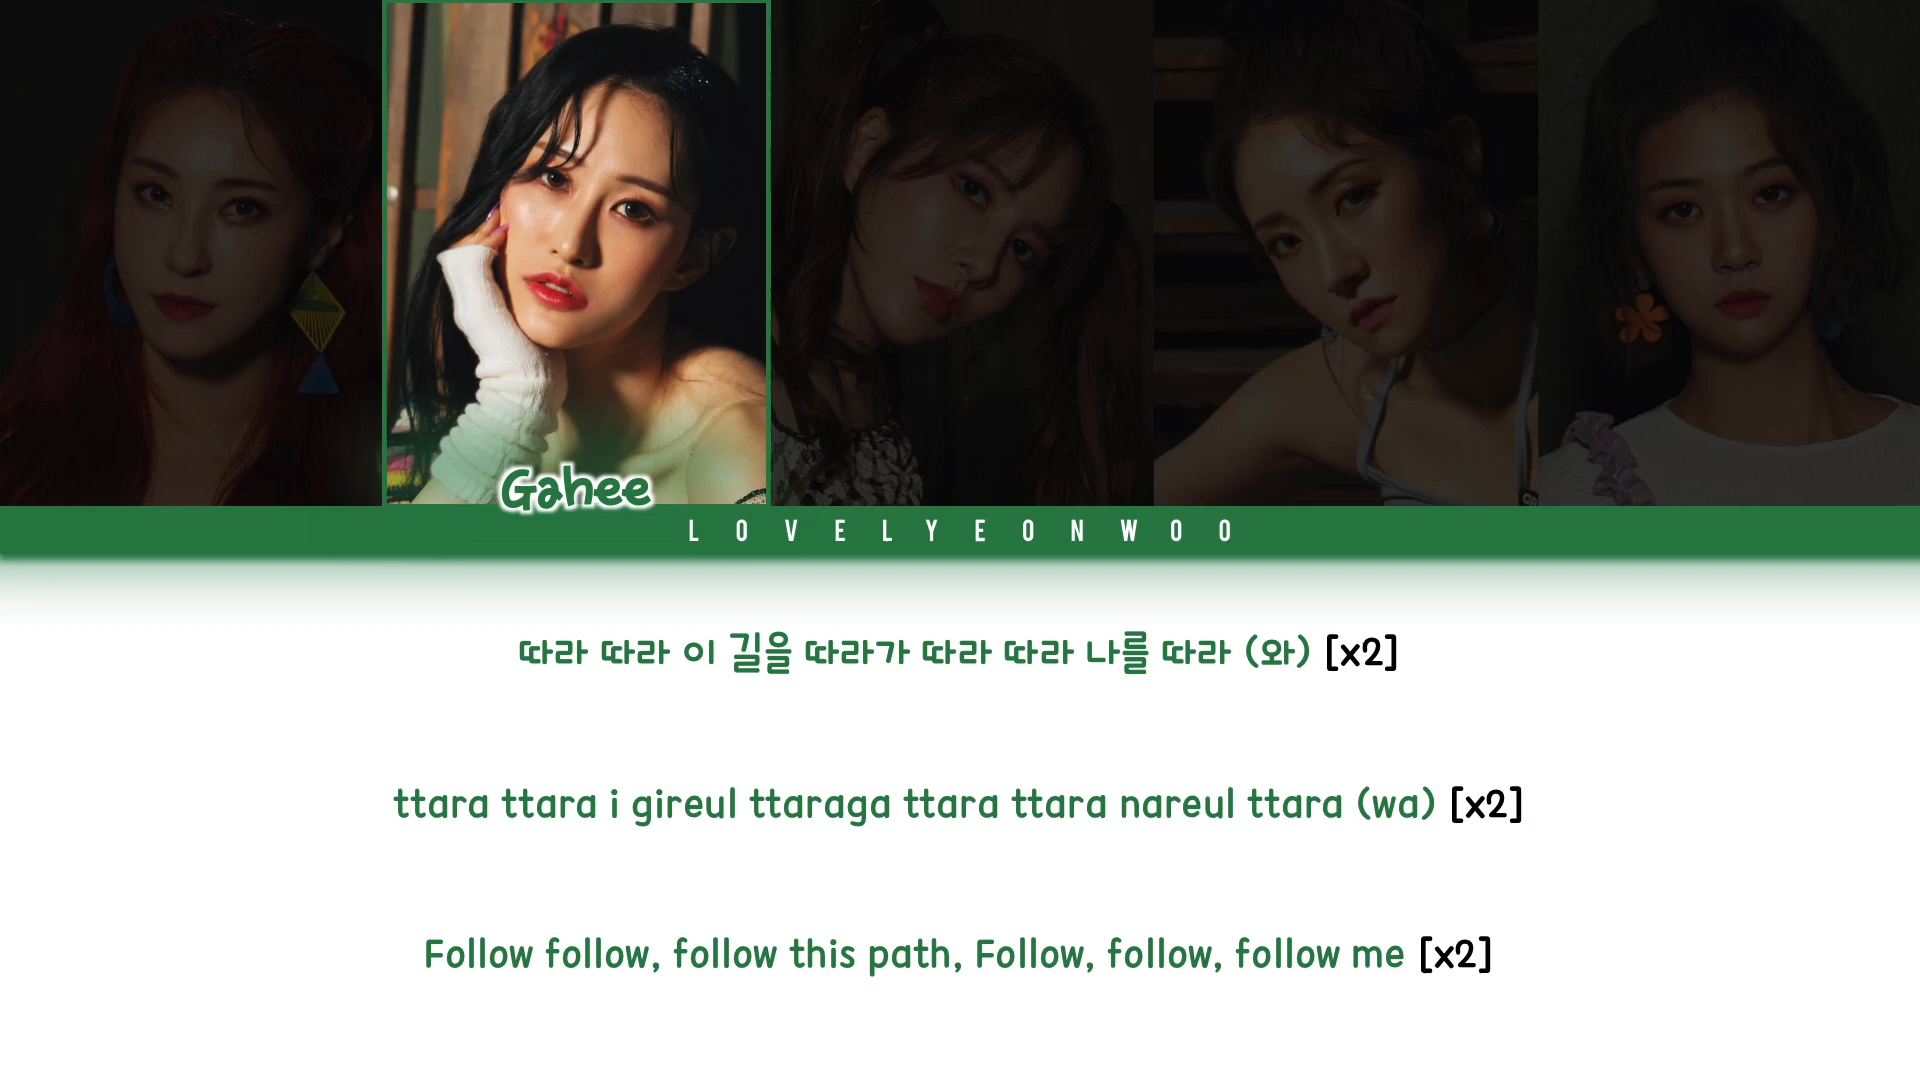 Gahee
LOVELYEONWOO
따라 따라 이 길을 따라가 따라 따라 나를 따라 (와) [x2]
ttara ttara i gireul ttaraga ttara ttara nareul ttara (wa) [x2]
Follow follow, follow this path, Follow, follow, follow me [x2]